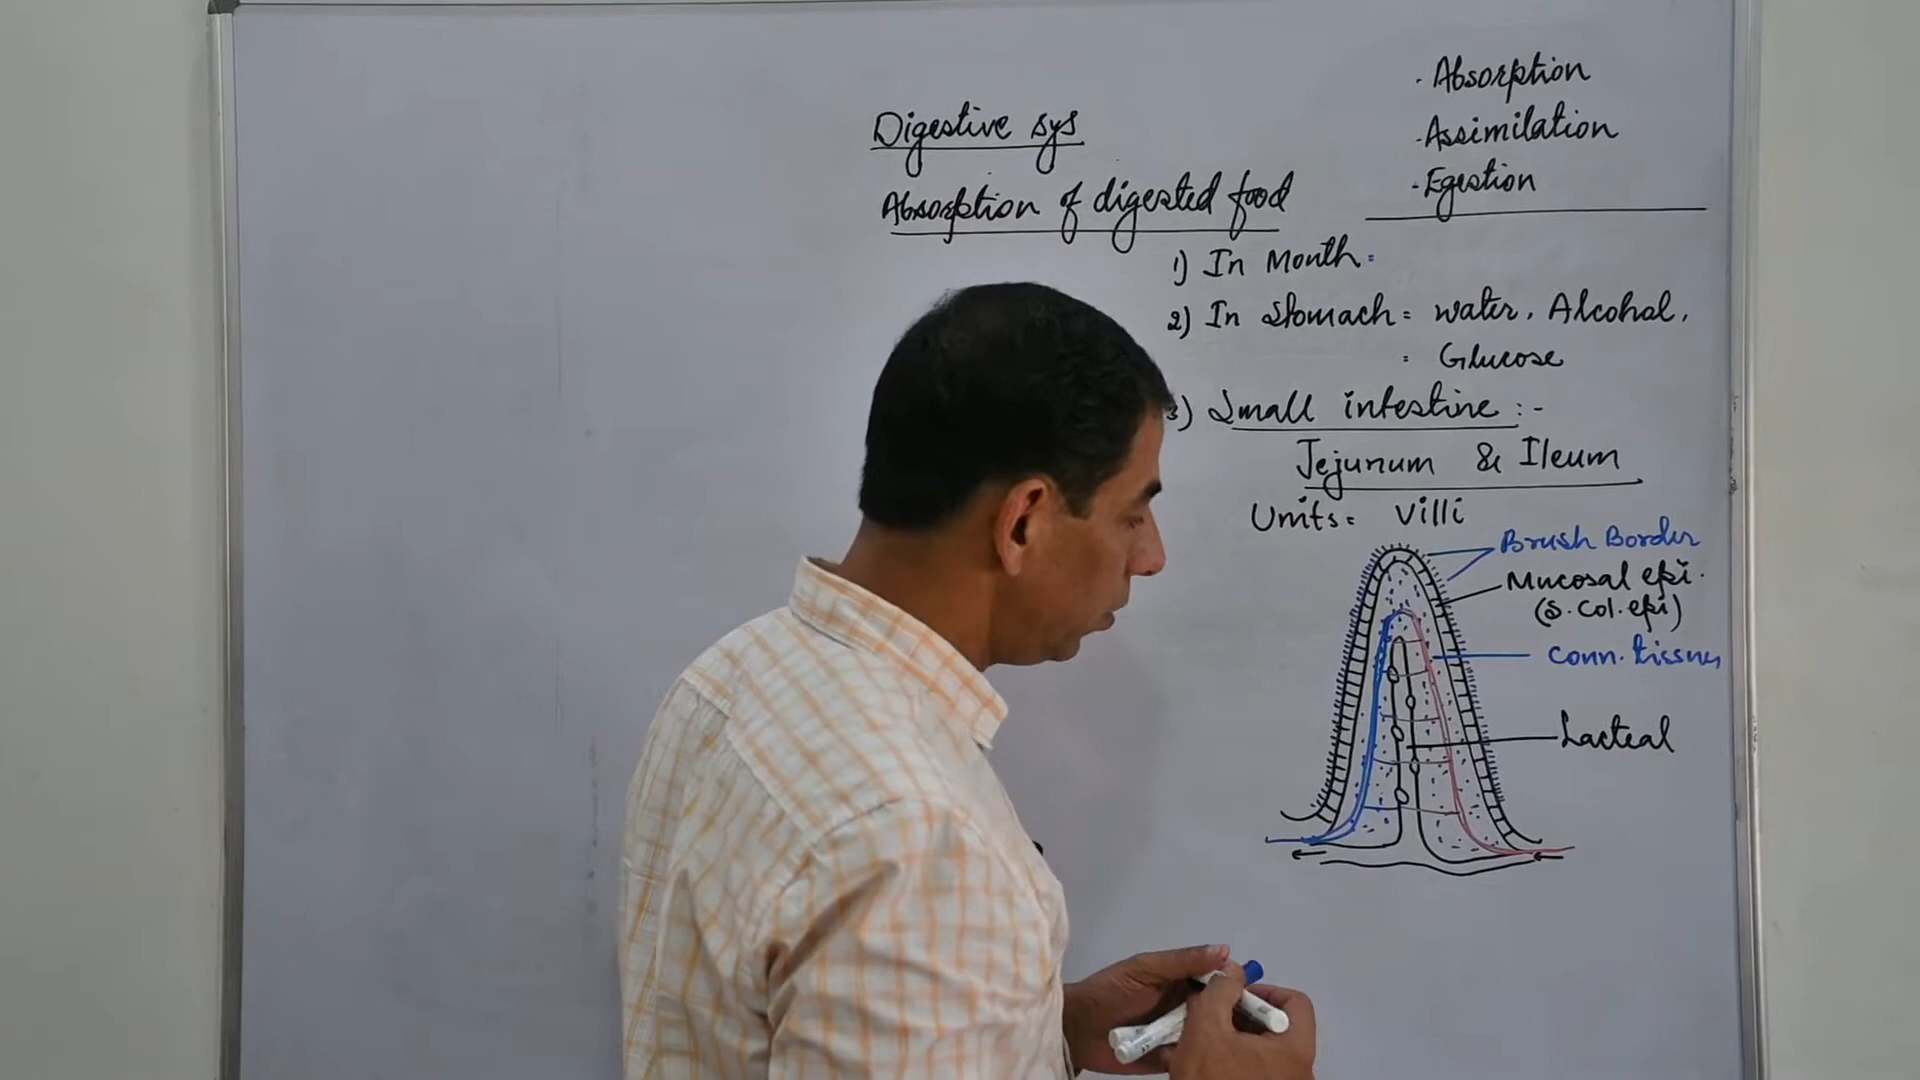 Digestive sys
Absorption of digested food
· Absorption
· Assimilation
· Egestion
1) In Mouth =
2) In Stomach = water, Alcohal,
= Glucose
3) Small intestine :-
Jejunum & Ileum
Units = Villi
Brush Border
Mucosal epi.
(S. Col. epi)
Conn. tissues
Lacteal